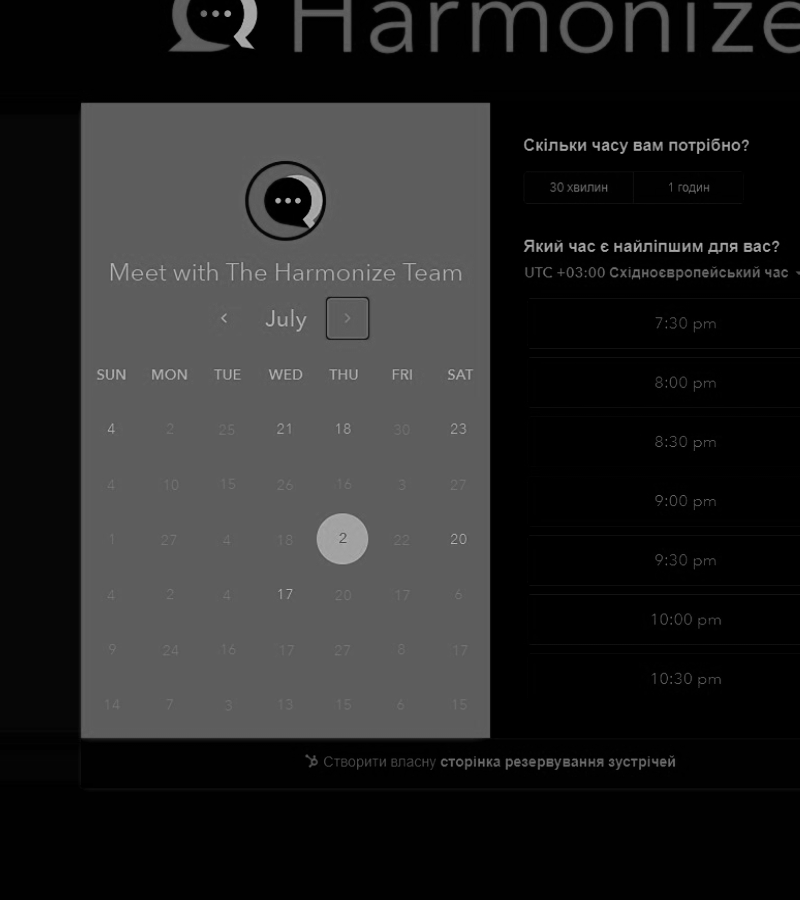 Harmonize
Meet with The Harmonize Team
July
SUN MON TUE WED THU FRI SAT
4 2 25 21 18 30 23
4 10 15 26 16 3 27
1 27 4 18 2 22 20
4 2 4 17 20 17 6
9 24 16 17 27 8 17
14 7 3 13 15 6 15
Скільки часу вам потрібно?
30 хвилин 1 годин
Який час є найліпшим для вас?
UTC +03:00 Східноєвропейський час
7:30 pm
8:00 pm
8:30 pm
9:00 pm
9:30 pm
10:00 pm
10:30 pm
Створити власну сторінка резервування зустрічей